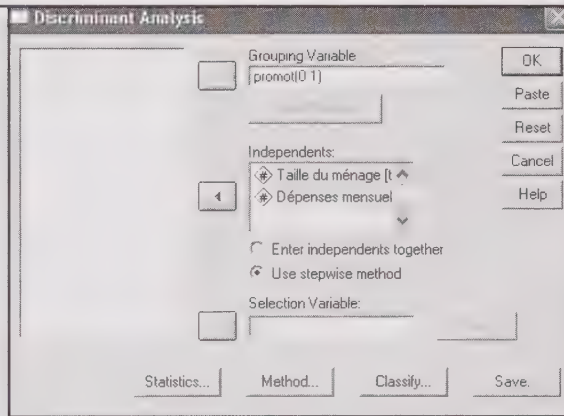 Discriminant Analysis
Grouping Variable
promot(0 1)
OK
Paste
Reset
Cancel
Help
Independents:
Taille du ménage [t
Dépenses mensuel
Enter independents together
Use stepwise method
Selection Variable:
Statistics...
Method...
Classify...
Save.